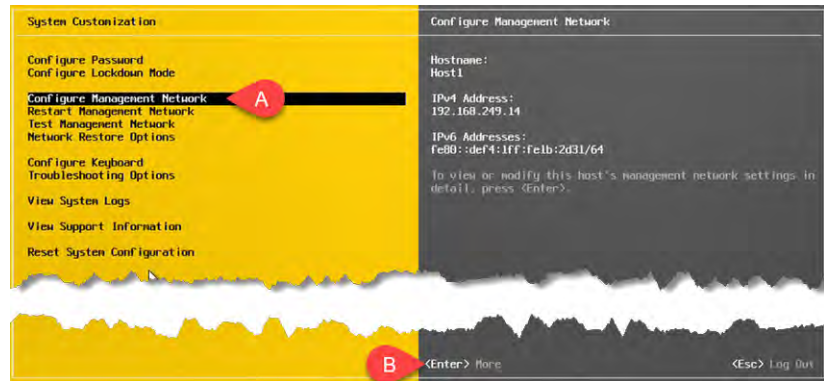 System Customization
Configure Management Network
Configure Password
Configure Lockdown Mode
Configure Management Network
A
Restart Management Network
Test Management Network
Network Restore Options
Configure Keyboard
Troubleshooting Options
View System Logs
View Support Information
Reset System Configuration
Hostname:
Host1
IPv4 Address:
192.168.249.14
IPv6 Addresses:
fe80::def4:1ff:fe1b:2d31/64
To view or modify this host's management network settings in
detail, press <Enter>.
B
<Enter> More
<Esc> Log Out